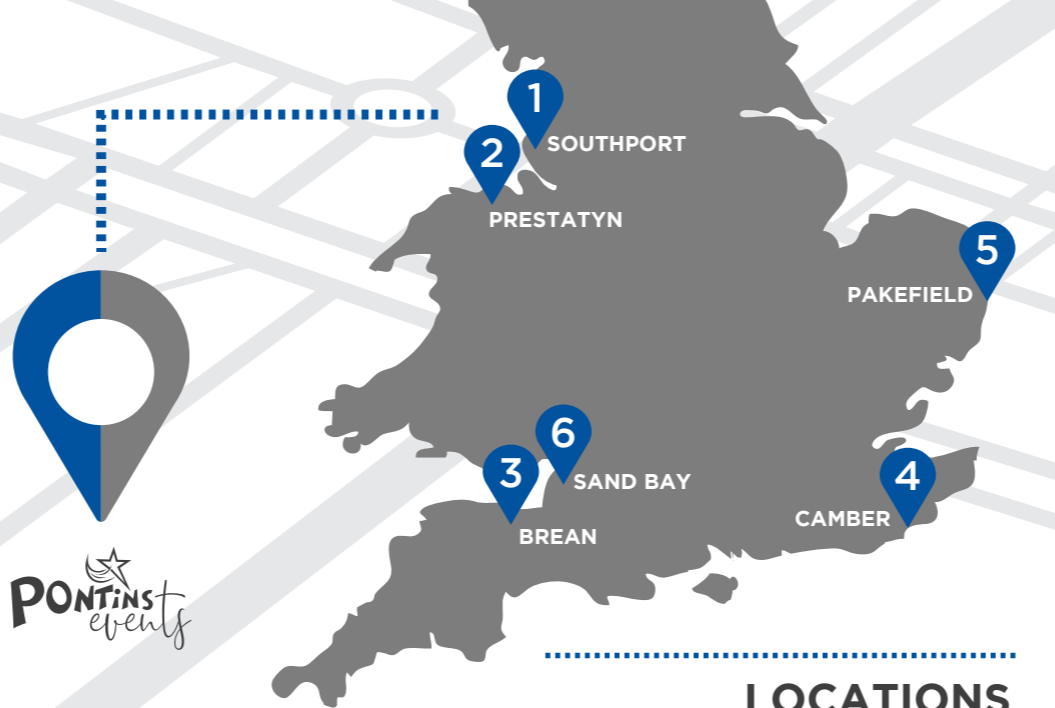 1
SOUTHPORT
2
PRESTATYN
5
PAKEFIELD
6
SAND BAY
3
BREAN
4
CAMBER
PONTINS
events
LOCATIONS